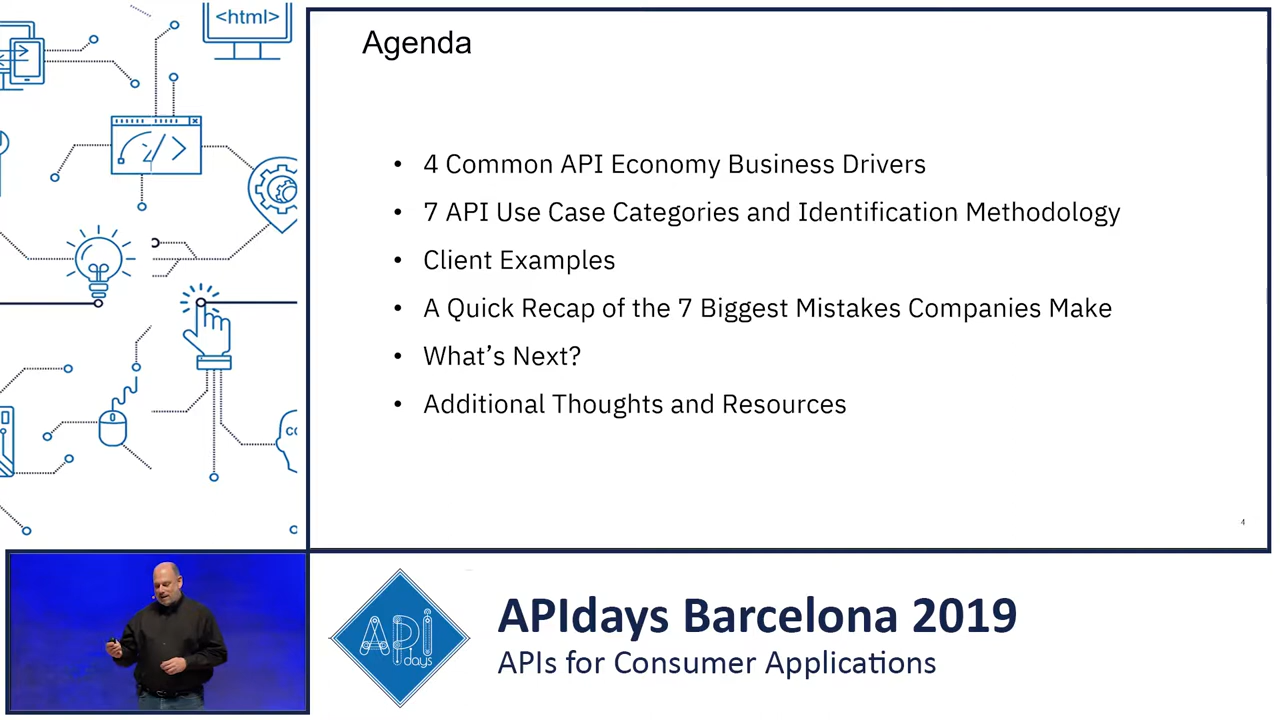 <html>
Agenda
• 4 Common API Economy Business Drivers
• 7 API Use Case Categories and Identification Methodology
• Client Examples
• A Quick Recap of the 7 Biggest Mistakes Companies Make
• What's Next?
• Additional Thoughts and Resources
4
API
days
APIdays Barcelona 2019
APIs for Consumer Applications